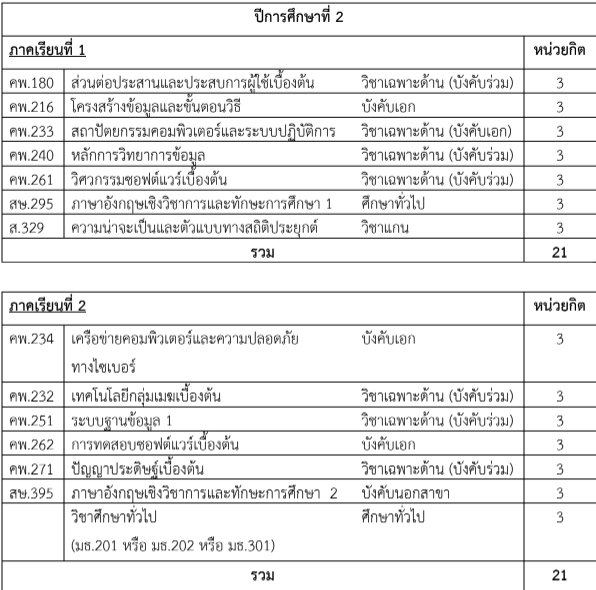 ปีการศึกษาที่ 2
ภาคเรียนที่ 1 หน่วยกิต
คพ.180 ส่วนต่อประสานและประสบการผู้ใช้เบื้องต้น วิชาเฉพาะด้าน (บังคับร่วม) 3
คพ.216 โครงสร้างข้อมูลและขั้นตอนวิธี บังคับเอก 3
คพ.233 สถาปัตยกรรมคอมพิวเตอร์และระบบปฏิบัติการ วิชาเฉพาะด้าน (บังคับเอก) 3
คพ.240 หลักการวิทยาการข้อมูล วิชาเฉพาะด้าน (บังคับร่วม) 3
คพ.261 วิศวกรรมซอฟต์แวร์เบื้องต้น วิชาเฉพาะด้าน (บังคับร่วม) 3
สษ.295 ภาษาอังกฤษเชิงวิชาการและทักษะการศึกษา 1 ศึกษาทั่วไป 3
ส.329 ความน่าจะเป็นและตัวแบบทางสถิติประยุกต์ วิชาแกน 3
รวม 21
ภาคเรียนที่ 2 หน่วยกิต
คพ.234 เครือข่ายคอมพิวเตอร์และความปลอดภัย บังคับเอก 3
ทางไซเบอร์
คพ.232 เทคโนโลยีกลุ่มเมฆเบื้องต้น วิชาเฉพาะด้าน (บังคับร่วม) 3
คพ.251 ระบบฐานข้อมูล 1 วิชาเฉพาะด้าน (บังคับร่วม) 3
คพ.262 การทดสอบซอฟต์แวร์เบื้องต้น บังคับเอก 3
คพ.271 ปัญญาประดิษฐ์เบื้องต้น วิชาเฉพาะด้าน (บังคับร่วม) 3
สษ.395 ภาษาอังกฤษเชิงวิชาการและทักษะการศึกษา 2 บังคับนอกสาขา 3
วิชาศึกษาทั่วไป ศึกษาทั่วไป 3
(มธ.201 หรือ มธ.202 หรือ มธ.301)
รวม 21